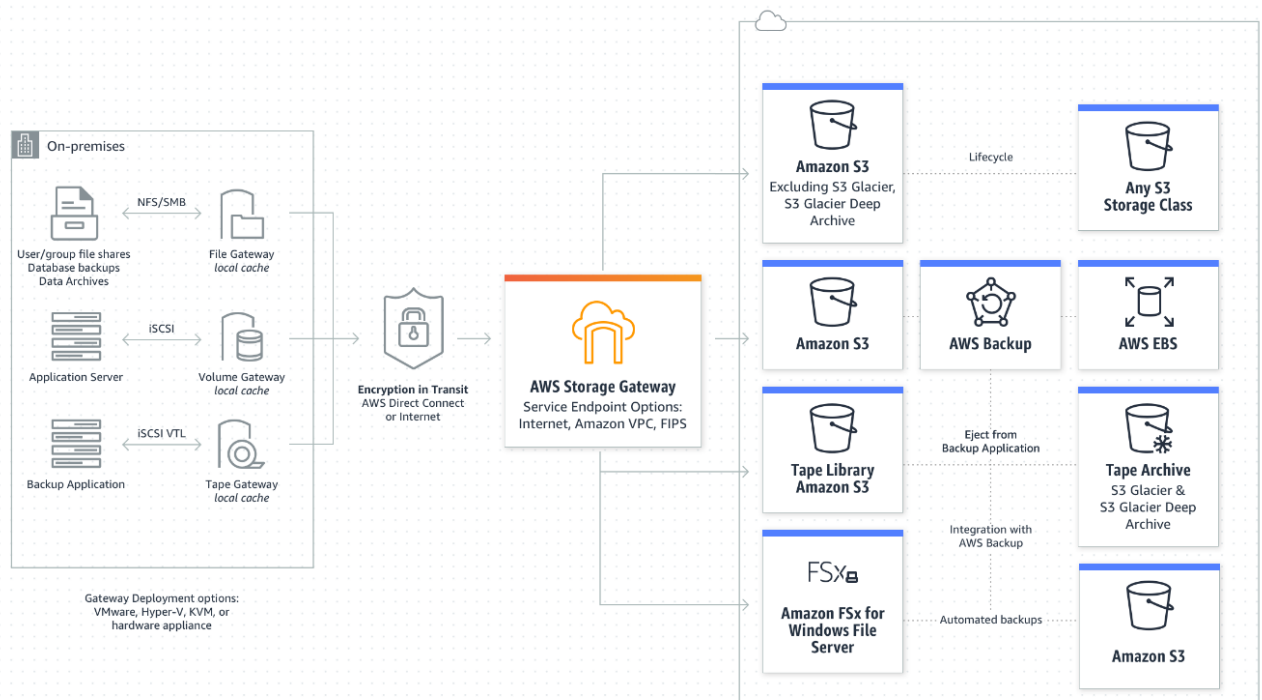 On-premises
NFS/SMB
User/group file shares
Database backups
Data Archives
File Gateway
local cache
iSCSI
Application Server
Volume Gateway
local cache
iSCSI VTL
Backup Application
Tape Gateway
local cache
Gateway Deployment options:
VMware, Hyper-V, KVM, or
hardware appliance
Encryption in Transit
AWS Direct Connect
or Internet
AWS Storage Gateway
Service Endpoint Options:
Internet, Amazon VPC, FIPS
Amazon S3
Excluding S3 Glacier,
S3 Glacier Deep
Archive
Lifecycle
Any S3
Storage Class
Amazon S3
AWS Backup
AWS EBS
Tape Library
Amazon S3
Eject from
Backup Application
Tape Archive
S3 Glacier &
S3 Glacier Deep
Archive
Integration with
AWS Backup
FSx
Amazon FSx for
Windows File
Server
Automated backups
Amazon S3